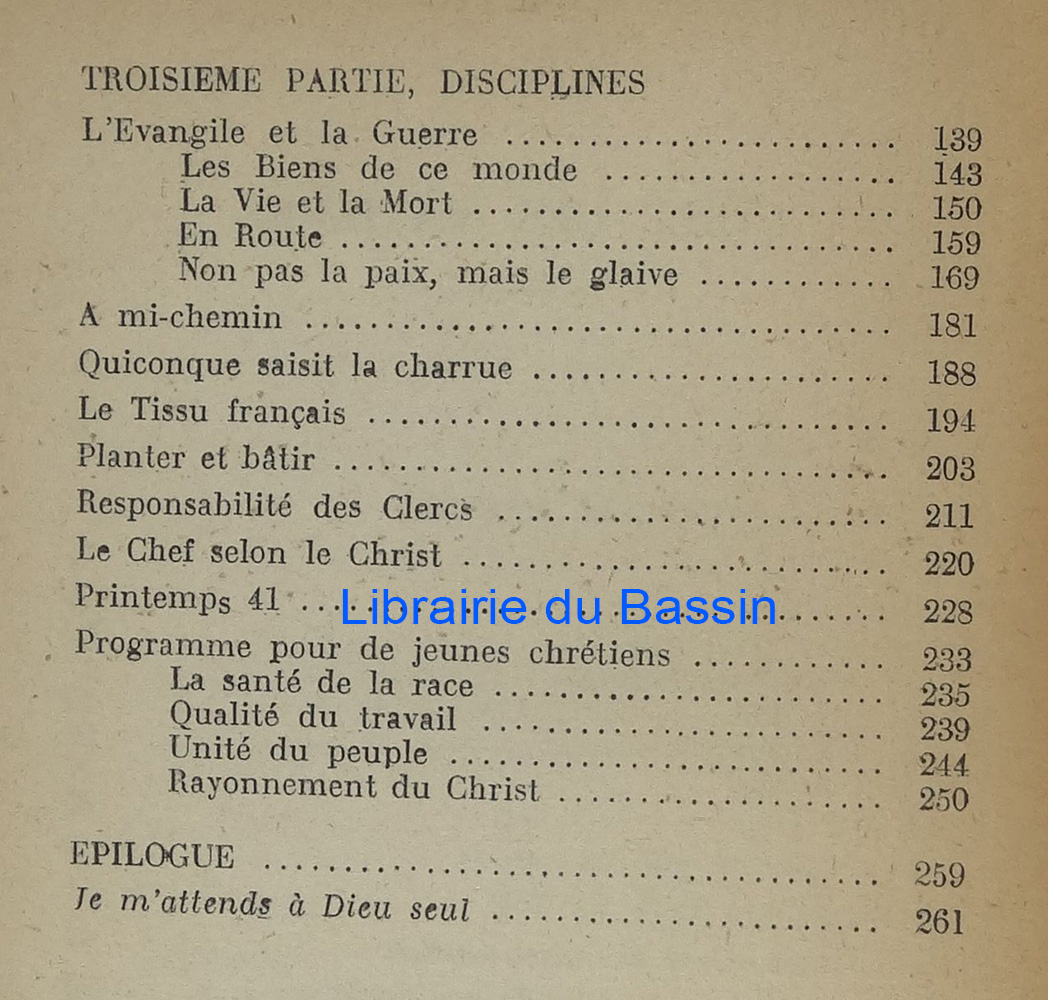 TROISIEME PARTIE, DISCIPLINES
L'Evangile et la Guerre ........................ 139
Les Biens de ce monde .................. 143
La Vie et la Mort .......................... 150
En Route .................................. 159
Non pas la paix, mais le glaive ............ 169
A mi-chemin .................................... 181
Quiconque saisit la charrue ...................... 188
Le Tissu français ................................ 194
Planter et bâtir .................................. 203
Responsabilité des Clercs ........................ 211
Le Chef selon le Christ .......................... 220
Printemps 41 .................................... 228
Librairie du Bassin
Programme pour de jeunes chrétiens ............ 233
La santé de la race ........................ 235
Qualité du travail ......................... 239
Unité du peuple ........................... 244
Rayonnement du Christ .................... 250
EPILOGUE ...................................... 259
Je m'attends à Dieu seul ........................ 261